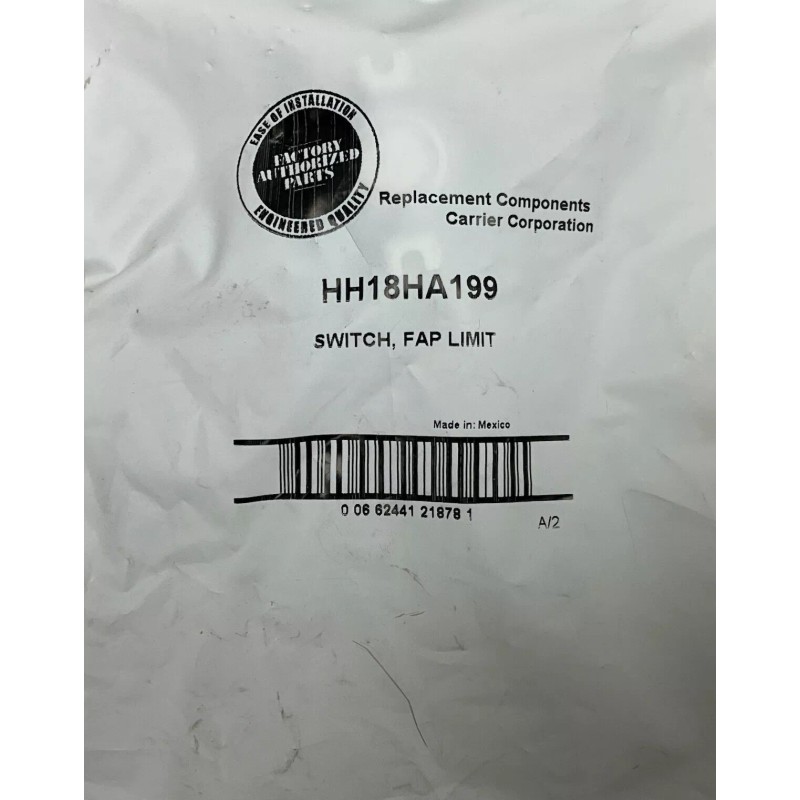 EASE OF INSTALLATION
FACTORY
AUTHORIZED
PARTS
ENGINEERED QUALITY
Replacement Components
Carrier Corporation
HH18HA199
SWITCH, FAP LIMIT
Made in: Mexico
0 06 62441 21878 1
A/2